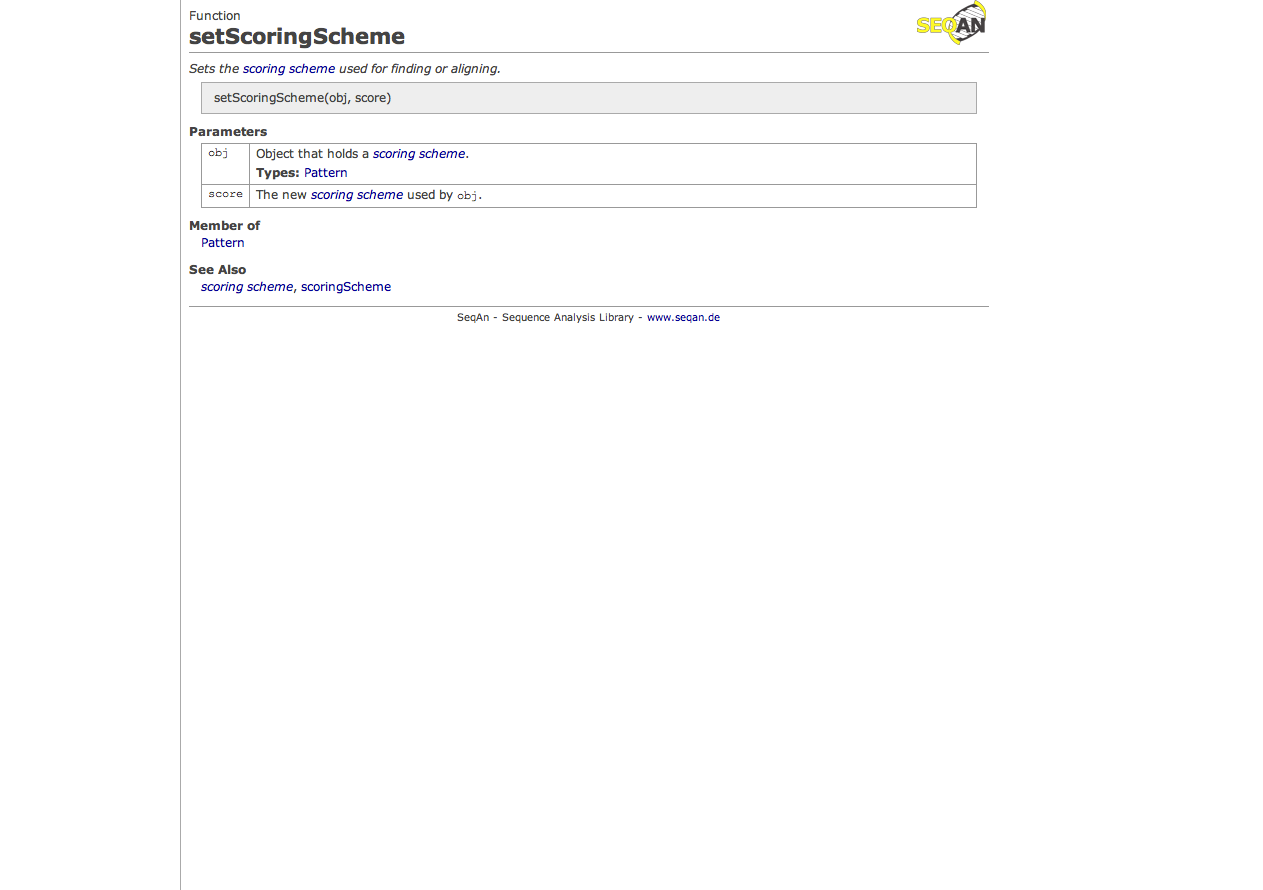 Function
SEQAN
setScoringScheme
Sets the scoring scheme used for finding or aligning.
setScoringScheme(obj, score)
Parameters
obj Object that holds a scoring scheme.
Types: Pattern
score The new scoring scheme used by obj.
Member of
Pattern
See Also
scoring scheme, scoringScheme
SeqAn - Sequence Analysis Library - www.seqan.de